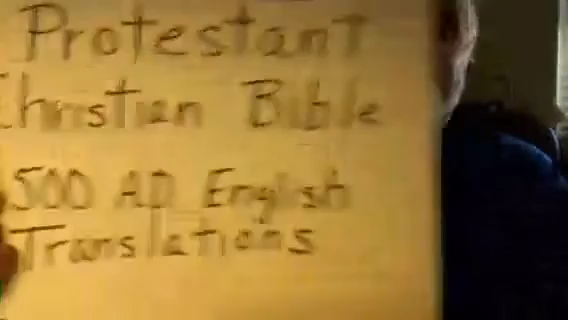 Protestant
Christian Bible
500 AD English
Translations